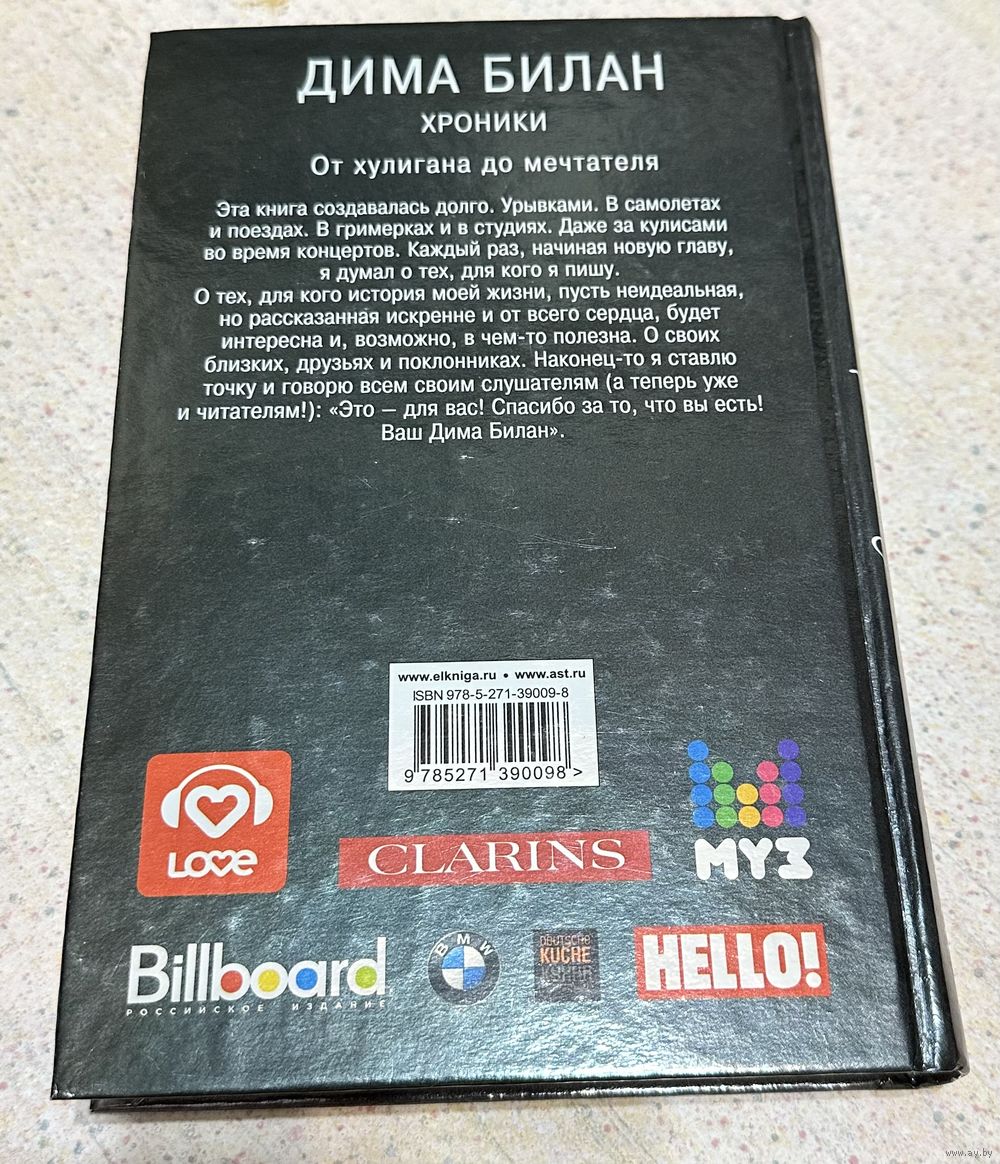 ДИМА БИЛАН
ХРОНИКИ
От хулигана до мечтателя
Эта книга создавалась долго. Урывками. В самолетах
и поездах. В гримерках и в студиях. Даже за кулисами
во время концертов. Каждый раз, начиная новую главу,
я думал о тех, для кого я пишу.
О тех, для кого история моей жизни, пусть неидеальная,
но рассказанная искренне и от всего сердца, будет
интересна и, возможно, в чем-то полезна. О своих
близких, друзьях и поклонниках. Наконец-то я ставлю
точку и говорю всем своим слушателям (а теперь уже
и читателям!): «Это – для вас! Спасибо за то, что вы есть!
Ваш Дима Билан».
www.elkniga.ru • www.ast.ru
ISBN 978-5-271-39009-8
9 785271 390098 >
LOVE
CLARINS
МУЗ
Billboard
РОССИЙСКОЕ ИЗДАНИЕ
BMW
DEUTSCHE
KÜCHE
HELLO!
www.ay.by